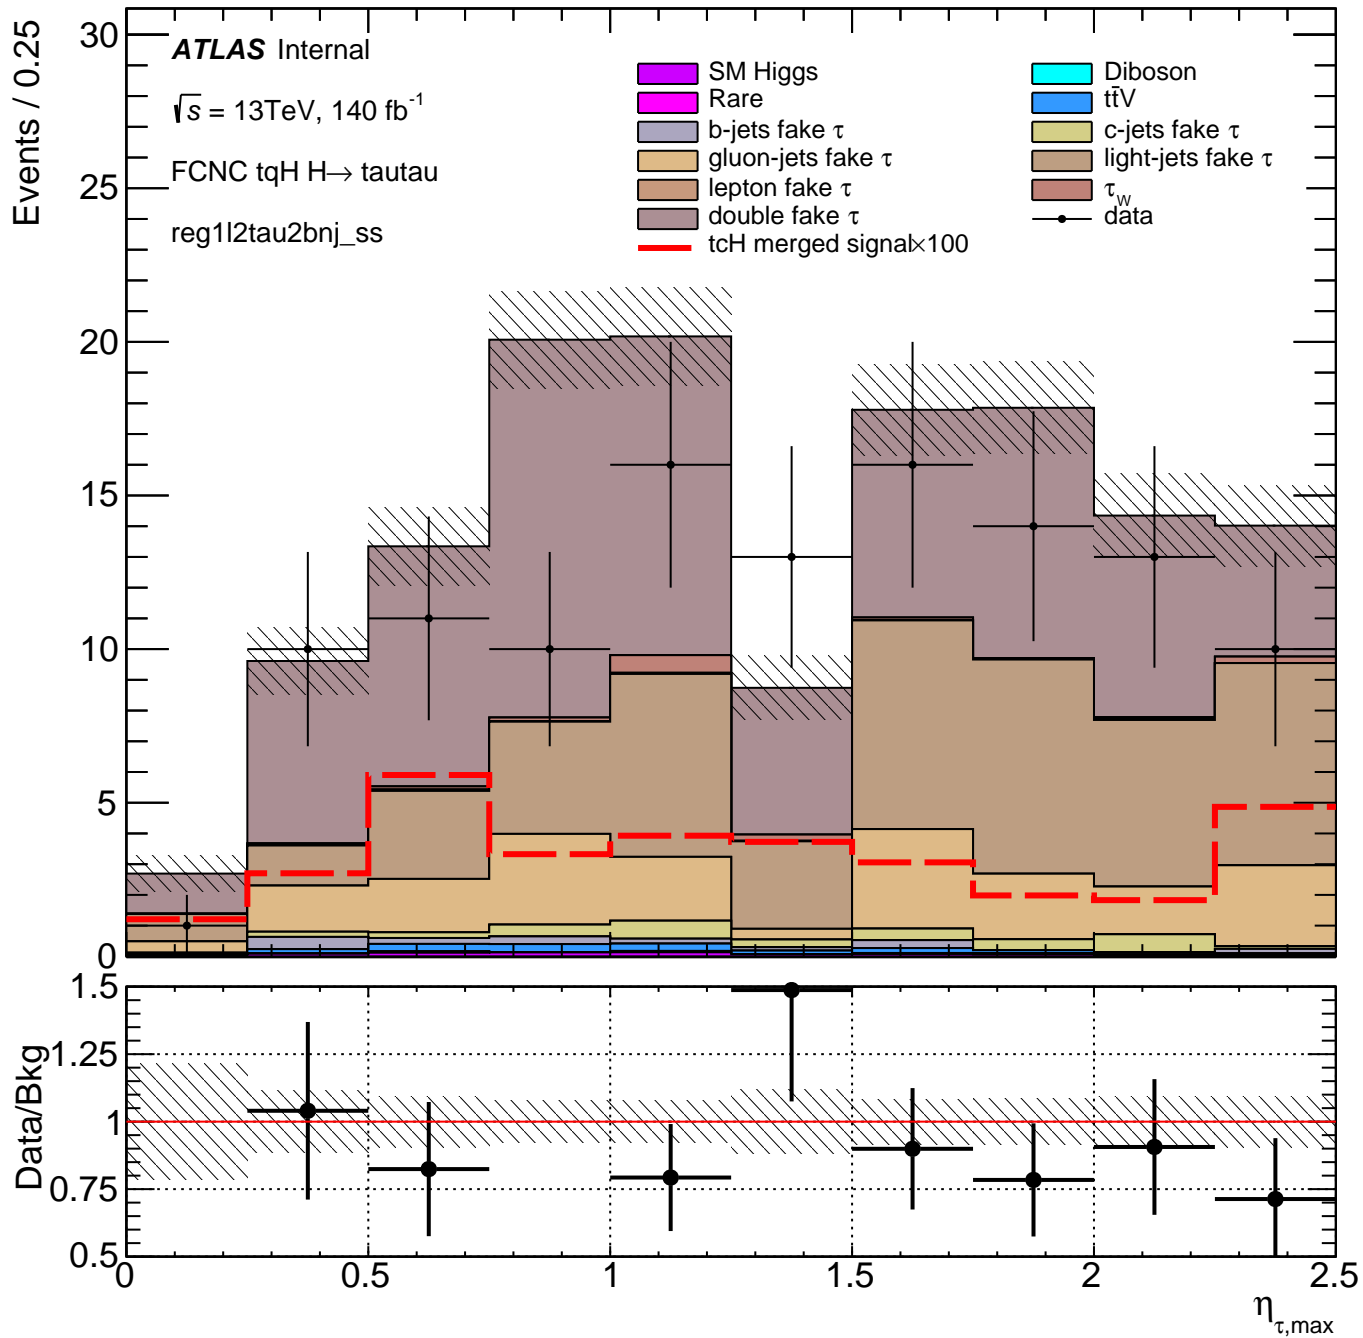 Events / 0.25
30
25
20
15
10
5
0
ATLAS Internal
√s = 13TeV, 140 fb⁻¹
FCNC tqH H→ tautau
reg1l2tau2bnj_ss
SM Higgs
Rare
b-jets fake τ
gluon-jets fake τ
lepton fake τ
double fake τ
tcH merged signal×100
Diboson
tt̄V
c-jets fake τ
light-jets fake τ
τ_W
data
Data/Bkg
1.5
1.25
1
0.75
0.5
0 0.5 1 1.5 2 2.5
η_τ,max